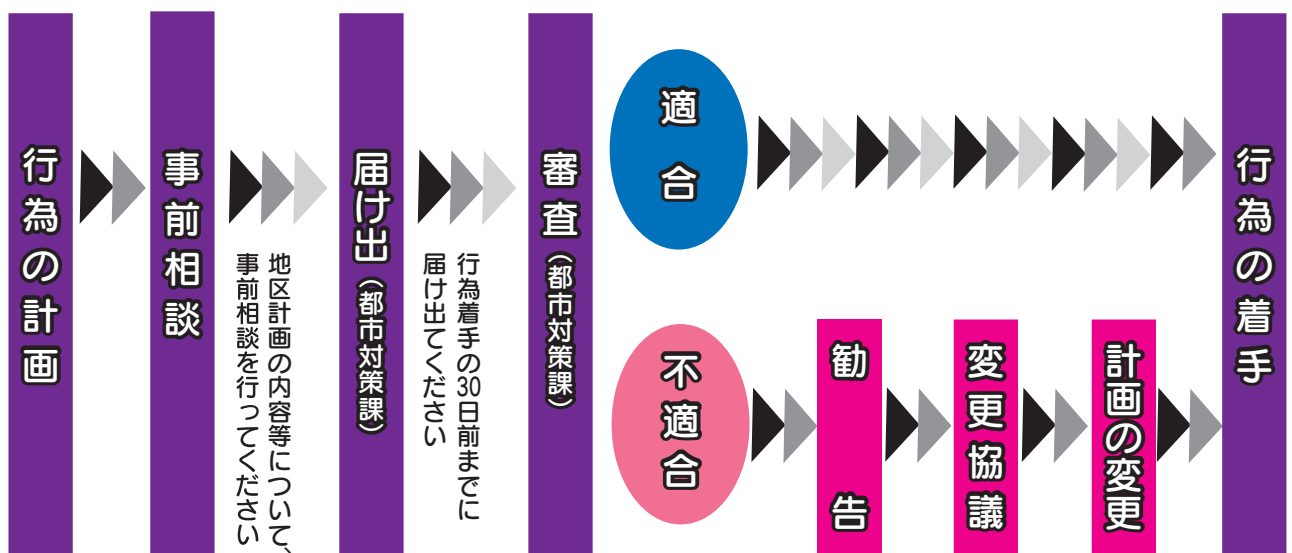 行為の計画
事前相談
地区計画の内容等について、
事前相談を行ってください
届け出（都市対策課）
行為着手の30日前までに
届け出てください
審査（都市対策課）
適合
不適合
勧告
変更協議
計画の変更
行為の着手